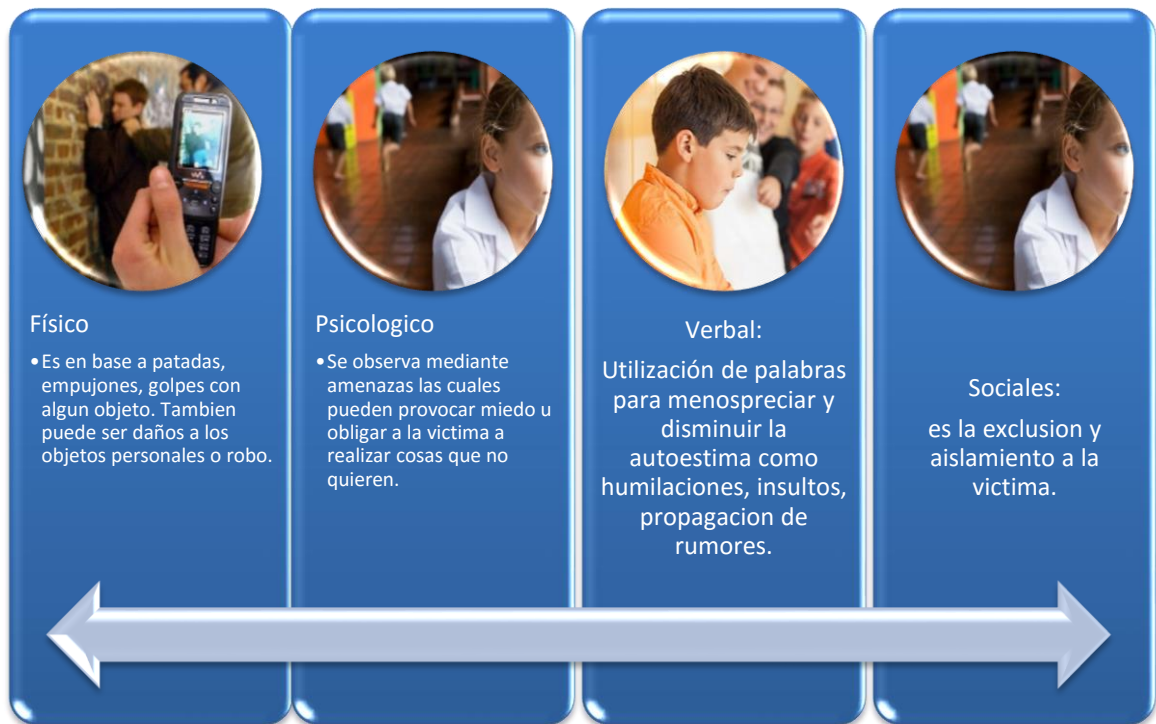 Físico
•Es en base a patadas,
empujones, golpes con
algun objeto. Tambien
puede ser daños a los
objetos personales o robo.
Psicologico
•Se observa mediante
amenazas las cuales
pueden provocar miedo u
obligar a la victima a
realizar cosas que no
quieren.
Verbal:
Utilización de palabras
para menospreciar y
disminuir la
autoestima como
humilaciones, insultos,
propagacion de
rumores.
Sociales:
es la exclusion y
aislamiento a la
victima.